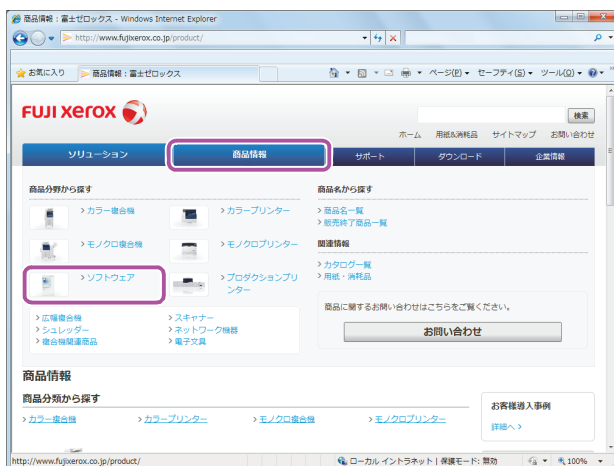 商品情報：富士ゼロックス - Windows Internet Explorer
http://www.fujixerox.co.jp/product/
お気に入り 商品情報：富士ゼロックス ページ(P) セーフティ(S) ツール(O)
FUJI xerox
検索
ホーム 用紙&消耗品 サイトマップ お問い合わせ
ソリューション 商品情報 サポート ダウンロード 企業情報
商品分野から探す 商品名から探す
>カラー複合機 >カラープリンター >商品名一覧
>販売終了商品一覧
>モノクロ複合機 >モノクロプリンター 関連情報
>カタログ一覧
>ソフトウェア >プロダクションプリンター >用紙・消耗品
商品に関するお問い合わせはこちらをご覧ください。
>広幅複合機 >スキャナー
>シュレッダー >ネットワーク機器 お問い合わせ
>複合機関連商品 >電子文具
商品情報
商品分類から探す お客様導入事例
>カラー複合機 >カラープリンター >モノクロ複合機 >モノクロプリンター
詳細へ >
http://www.fujixerox.co.jp/product/ ローカル イントラネット | 保護モード: 無効 100%